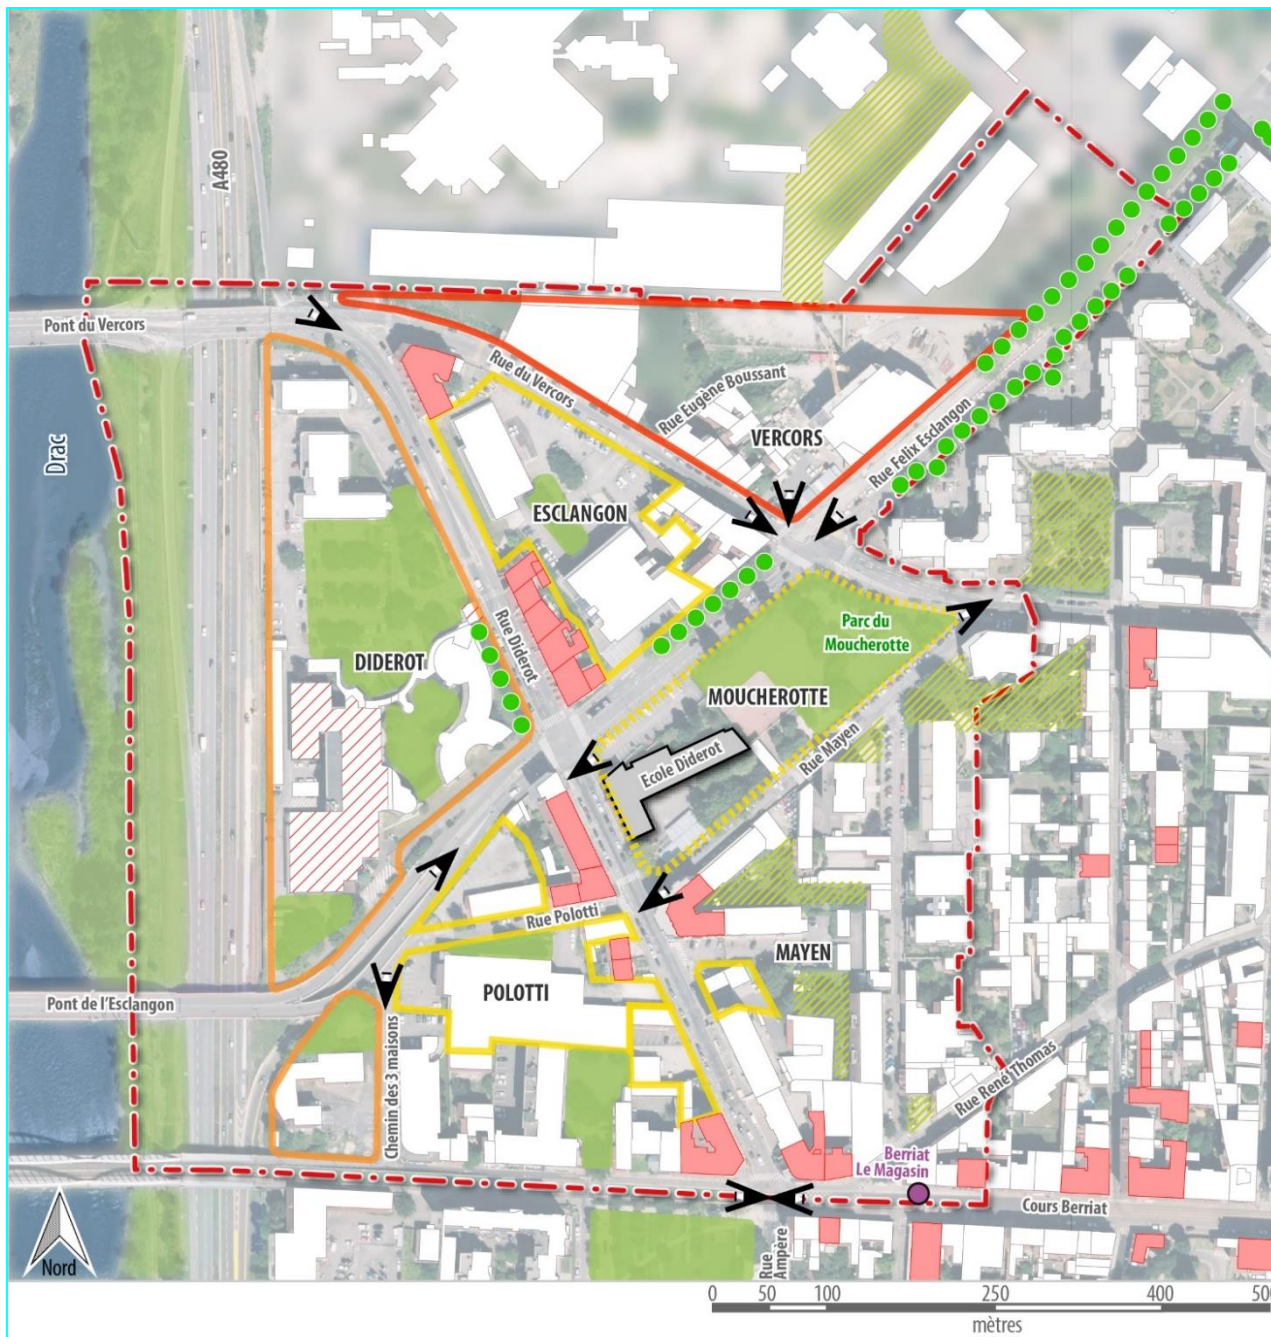 A480
Pont du Vercors
Rue du Vercors
Rue Eugène Boussant
VERCORS
Rue Felix Esclangon
Drac
ESCLANGON
Parc du
Moucherotte
DIDEROT
Rue Diderot
MOUCHEROTTE
Ecole Diderot
Rue Mayen
Rue Polotti
MAYEN
POLOTTI
Pont de l'Esclangon
Chemin des 3 maisons
Rue René Thomas
Berriat
Le Magasin
Cours Berriat
Rue
Ampère
Nord
0 50 100 250 400 500
mètres